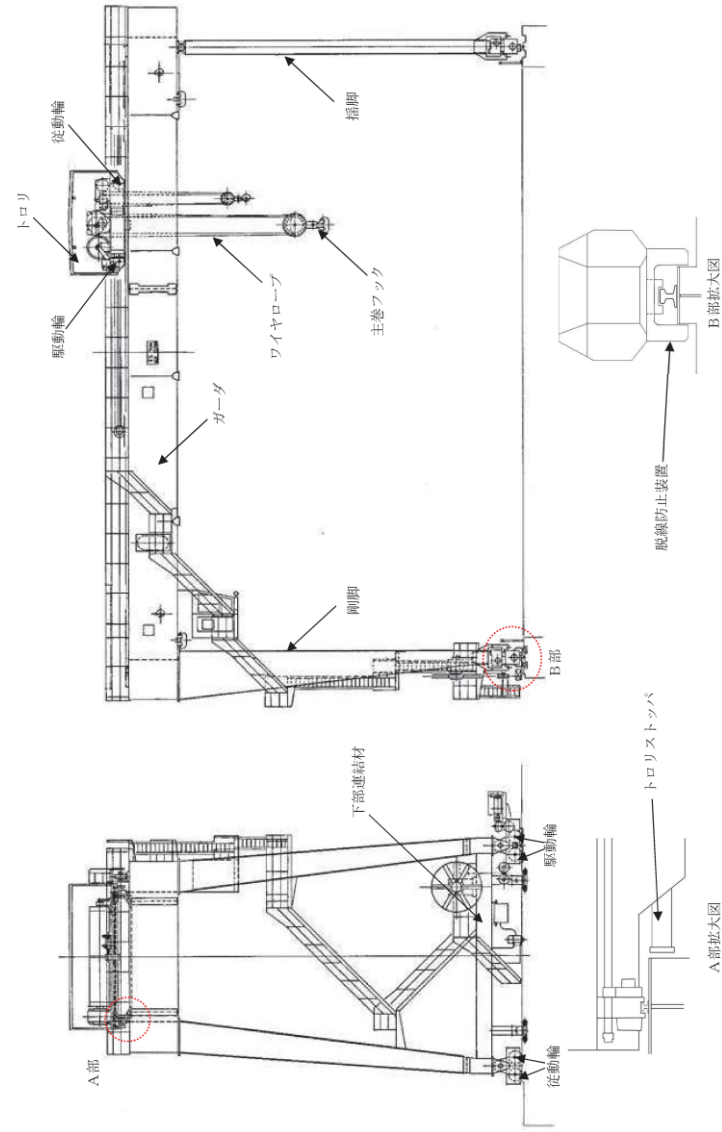 トロリ
従動輪
駆動輪
ワイヤロープ
主巻フック
ガーダ
揺脚
剛脚
B部
脱線防止装置
B部拡大図
A部
下部連結材
駆動輪
従動輪
トロリストッパ
A部拡大図